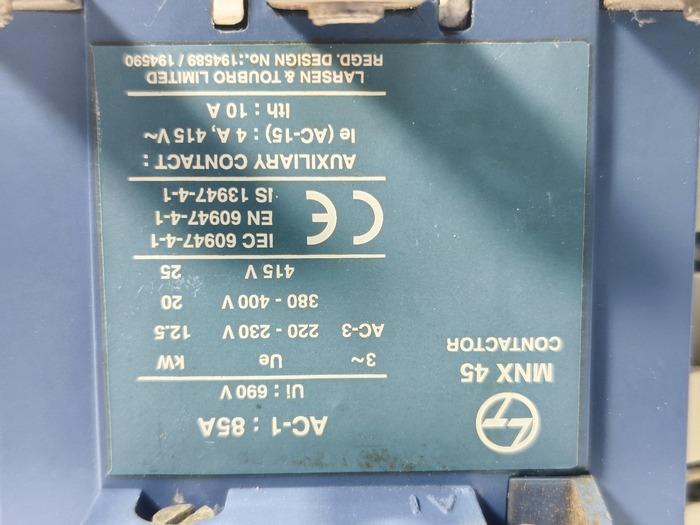 LT
MNX 45
CONTACTOR
AC-1 : 85A
Ui : 690 V
3~ Ue kW
AC-3 220 - 230 V 12.5
380 - 400 V 20
415 V 25
CE
IEC 60947-4-1
EN 60947-4-1
IS 13947-4-1
AUXILIARY CONTACT :
Ie (AC-15) : 4 A, 415 V~
Ith : 10 A
LARSEN & TOUBRO LIMITED
REGD. DESIGN No.:194589 / 194590